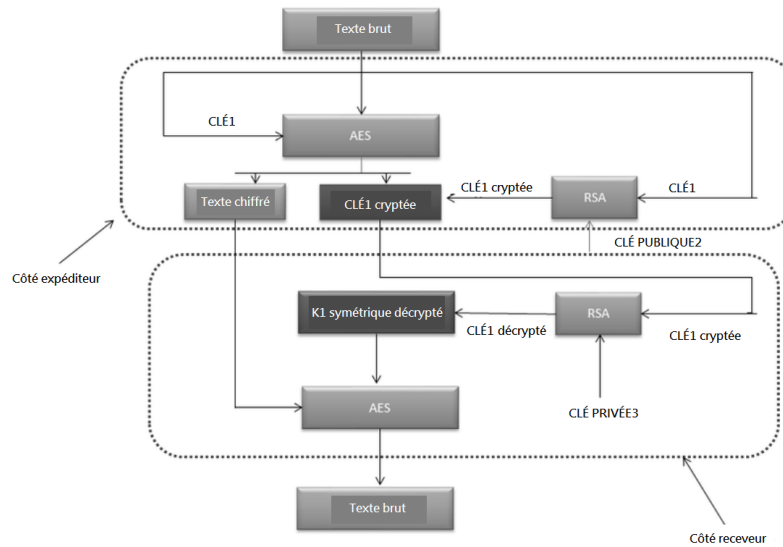 Texte brut
CLÉ1
AES
Texte chiffré
CLÉ1 cryptée
CLÉ1 cryptée
RSA
CLÉ1
CLÉ PUBLIQUE2
Côté expéditeur
K1 symétrique décrypté
CLÉ1 décrypté
RSA
CLÉ1 cryptée
AES
CLÉ PRIVÉE3
Texte brut
Côté receveur